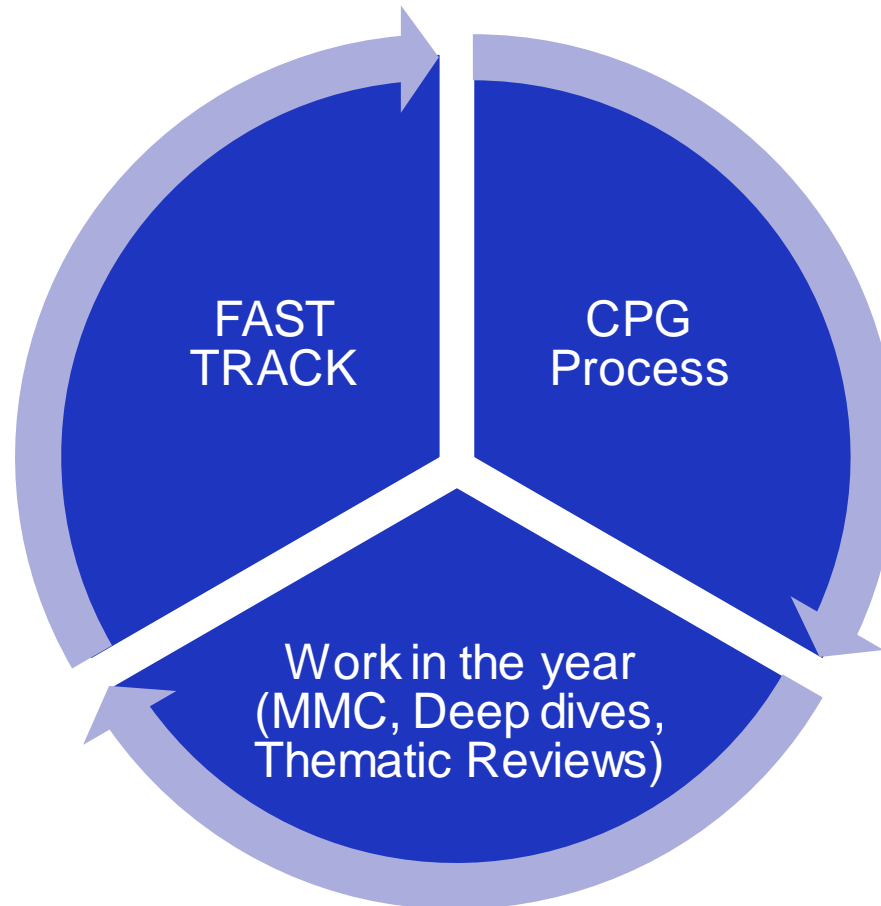 FAST
TRACK
CPG
Process
Work in the year
(MMC, Deep dives,
Thematic Reviews)